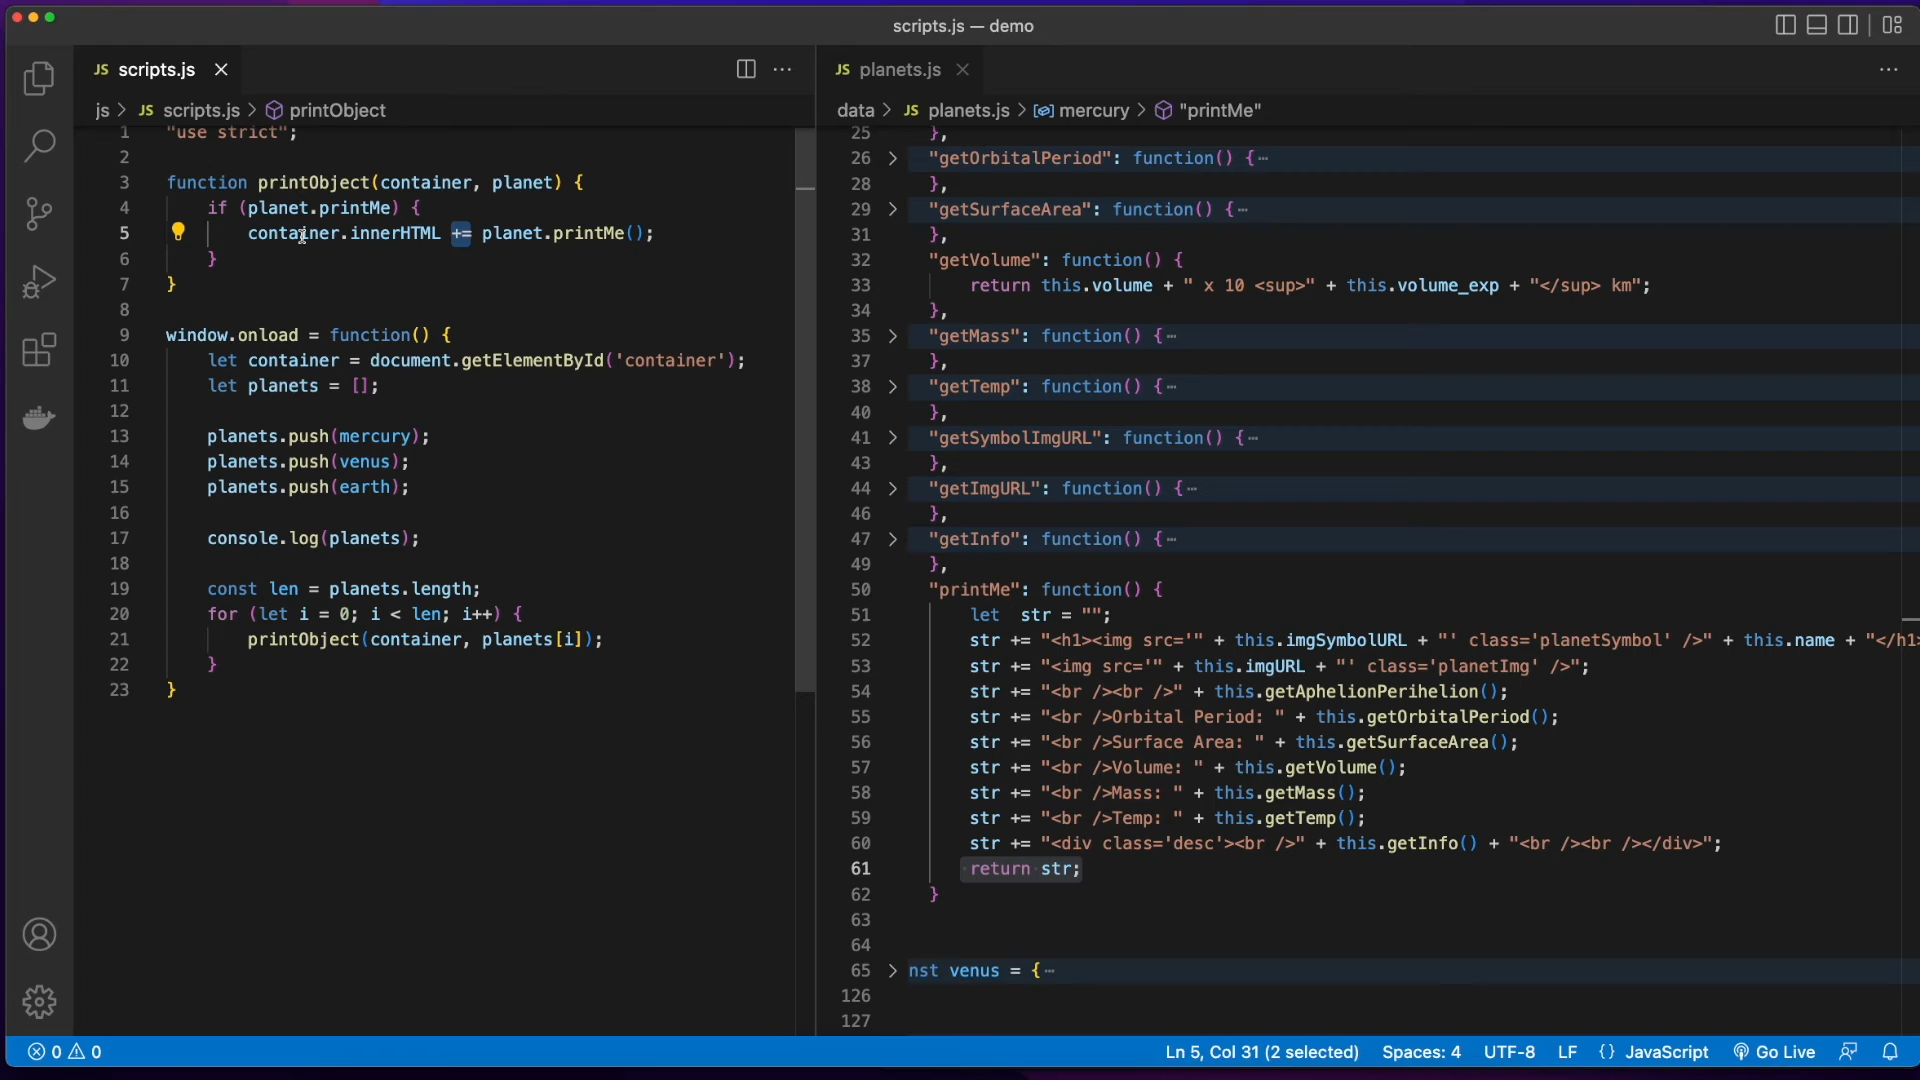 scripts.js — demo
JS scripts.js
js > JS scripts.js > printObject
1 "use strict";
2
3 function printObject(container, planet) {
4 if (planet.printMe) {
5 container.innerHTML += planet.printMe();
6 }
7 }
8
9 window.onload = function() {
10 let container = document.getElementById('container');
11 let planets = [];
12
13 planets.push(mercury);
14 planets.push(venus);
15 planets.push(earth);
16
17 console.log(planets);
18
19 const len = planets.length;
20 for (let i = 0; i < len; i++) {
21 printObject(container, planets[i]);
22 }
23 }
JS planets.js
data > JS planets.js > mercury > "printMe"
25 },
26 > "getOrbitalPeriod": function() {⋯
28 },
29 > "getSurfaceArea": function() {⋯
31 },
32 "getVolume": function() {
33 return this.volume + " x 10 <sup>" + this.volume_exp + "</sup> km";
34 },
35 > "getMass": function() {⋯
37 },
38 > "getTemp": function() {⋯
40 },
41 > "getSymbolImgURL": function() {⋯
43 },
44 > "getImgURL": function() {⋯
46 },
47 > "getInfo": function() {⋯
49 },
50 "printMe": function() {
51 let  str = "";
52 str += "<h1><img src='" + this.imgSymbolURL + "' class='planetSymbol' />" + this.name + "</h1>
53 str += "<img src='" + this.imgURL + "' class='planetImg' />";
54 str += "<br /><br />" + this.getAphelionPerihelion();
55 str += "<br />Orbital Period: " + this.getOrbitalPeriod();
56 str += "<br />Surface Area: " + this.getSurfaceArea();
57 str += "<br />Volume: " + this.getVolume();
58 str += "<br />Mass: " + this.getMass();
59 str += "<br />Temp: " + this.getTemp();
60 str += "<div class='desc'><br />" + this.getInfo() + "<br /><br /></div>";
61 return str;
62 }
63
64
65 > nst venus = {⋯
126
127
0 0
Ln 5, Col 31 (2 selected) Spaces: 4 UTF-8 LF {} JavaScript Go Live